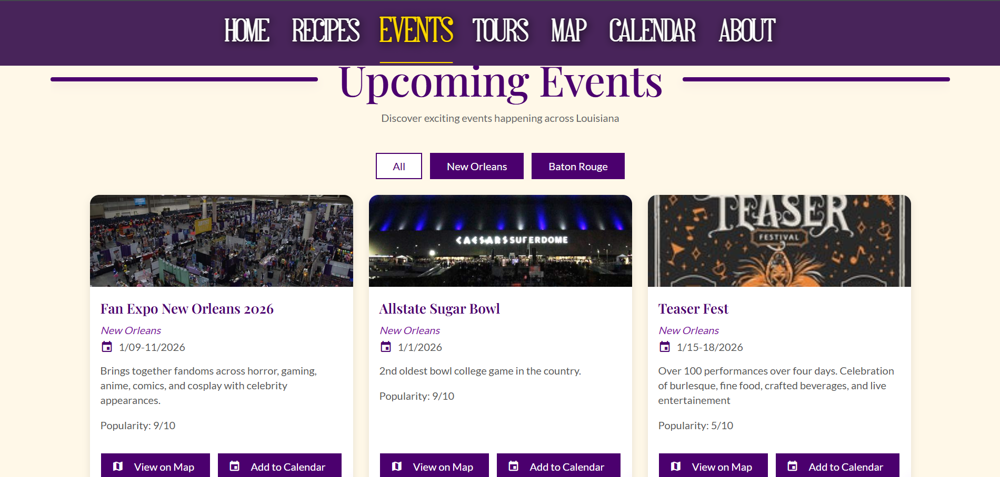 HOME RECIPES EVENTS TOURS MAP CALENDAR ABOUT
Upcoming Events
Discover exciting events happening across Louisiana
All New Orleans Baton Rouge
ARTIST
CAESARS SUPERDOME
TEASER
FESTIVAL
Fan Expo New Orleans 2026
New Orleans
1/09-11/2026
Brings together fandoms across horror, gaming,
anime, comics, and cosplay with celebrity
appearances.
Popularity: 9/10
View on Map Add to Calendar
Allstate Sugar Bowl
New Orleans
1/1/2026
2nd oldest bowl college game in the country.
Popularity: 9/10
View on Map Add to Calendar
Teaser Fest
New Orleans
1/15-18/2026
Over 100 performances over four days. Celebration
of burlesque, fine food, crafted beverages, and live
entertainement
Popularity: 5/10
View on Map Add to Calendar